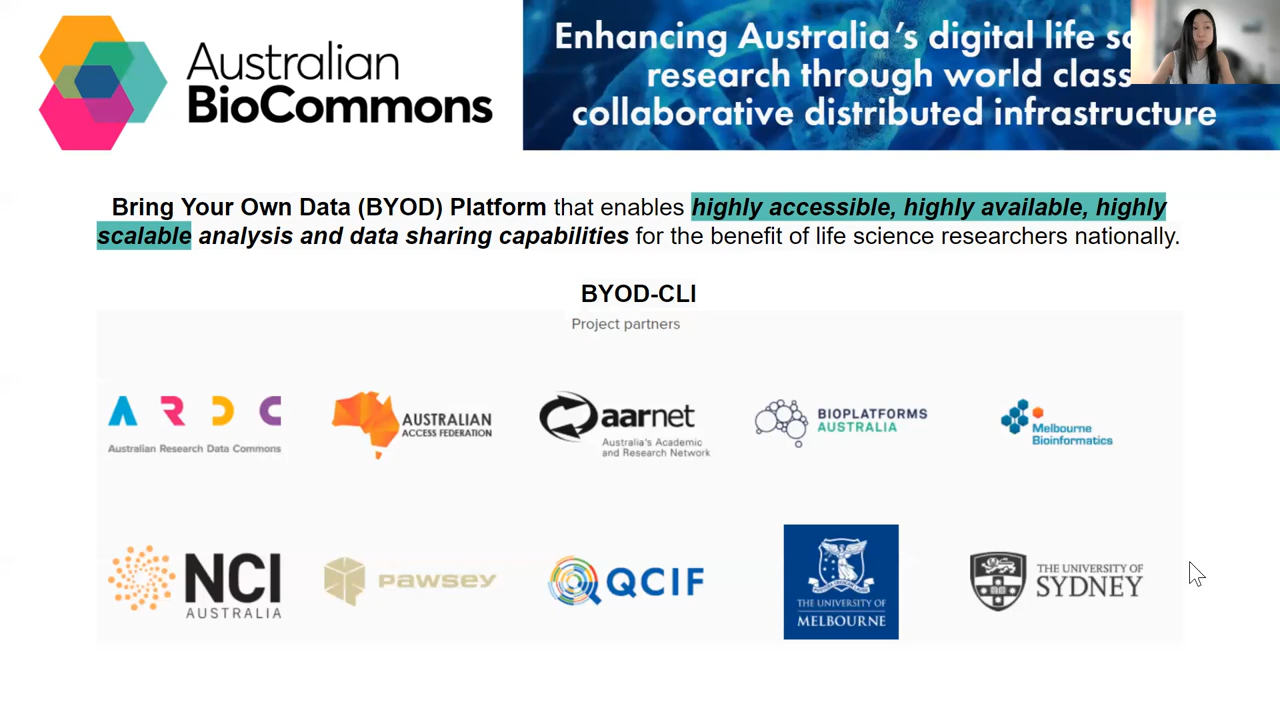 Australian
BioCommons
Enhancing Australia's digital life
research through world class
collaborative distributed infrastructure
Bring Your Own Data (BYOD) Platform that enables highly accessible, highly available, highly
scalable analysis and data sharing capabilities for the benefit of life science researchers nationally.
BYOD-CLI
Project partners
ARDC
Australian Research Data Commons
AUSTRALIAN
ACCESS FEDERATION
aarnet
Australia's Academic
and Research Network
BIOPLATFORMS
AUSTRALIA
Melbourne
Bioinformatics
NCI
AUSTRALIA
PAWSEY
QCIF
THE UNIVERSITY OF
MELBOURNE
THE UNIVERSITY OF
SYDNEY